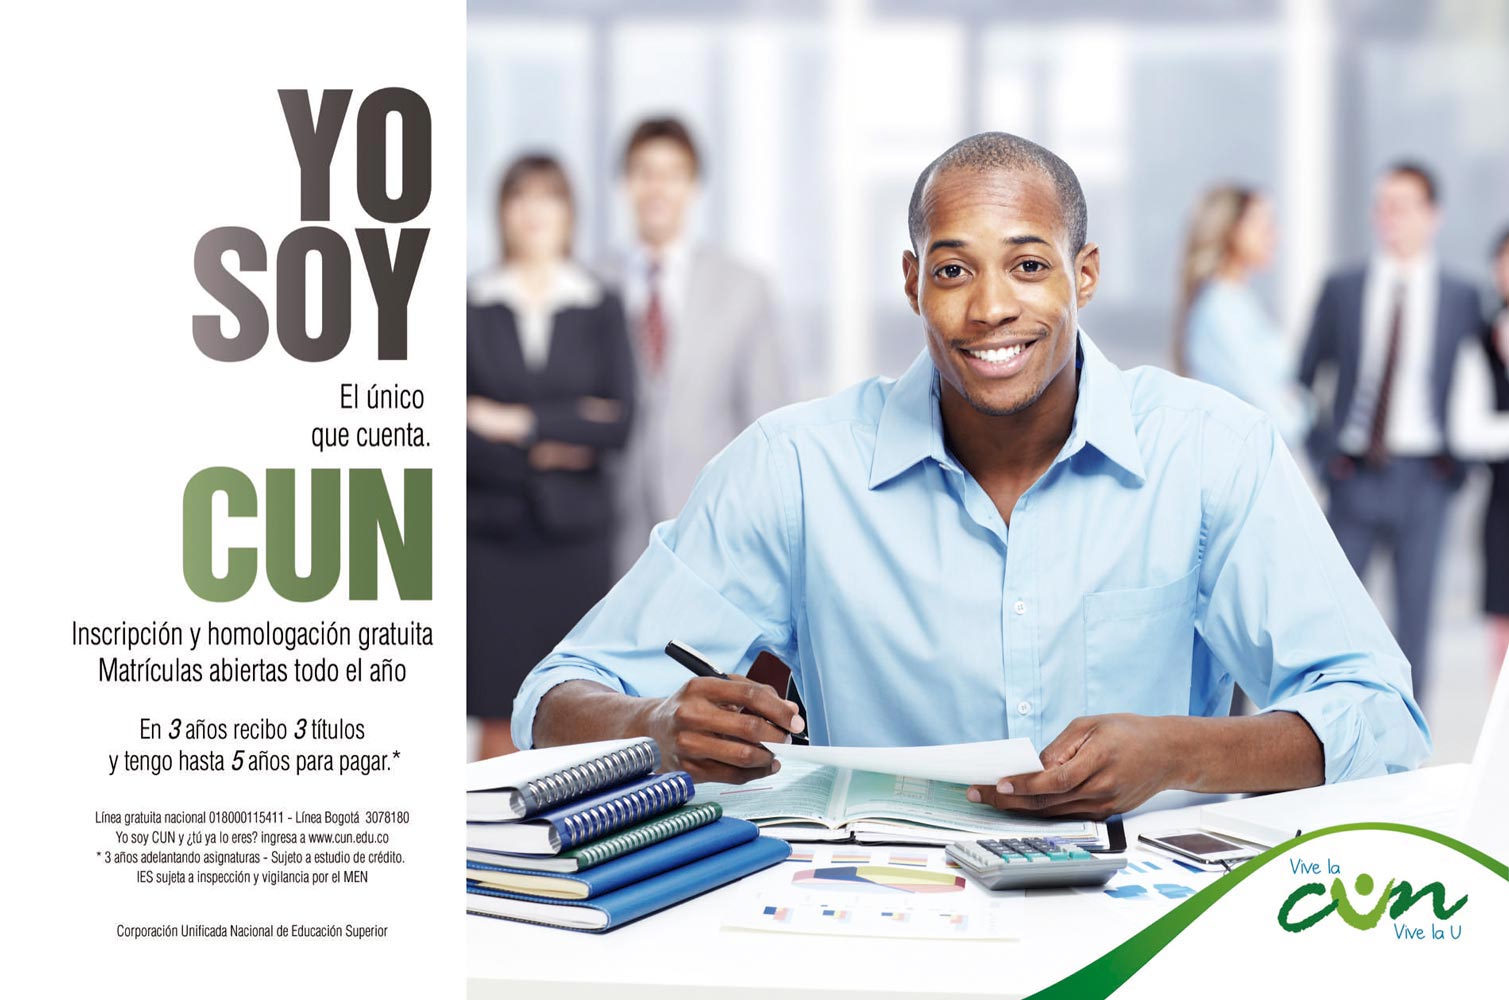 YO
SOY
El único
que cuenta.
CUN
Inscripción y homologación gratuita
Matrículas abiertas todo el año
En 3 años recibo 3 títulos
y tengo hasta 5 años para pagar.*
Línea gratuita nacional 018000115411 - Línea Bogotá 3078180
Yo soy CUN y ¿tú ya lo eres? ingresa a www.cun.edu.co
* 3 años adelantando asignaturas - Sujeto a estudio de crédito.
IES sujeta a inspección y vigilancia por el MEN
Corporación Unificada Nacional de Educación Superior
Vive la
cun
Vive la U